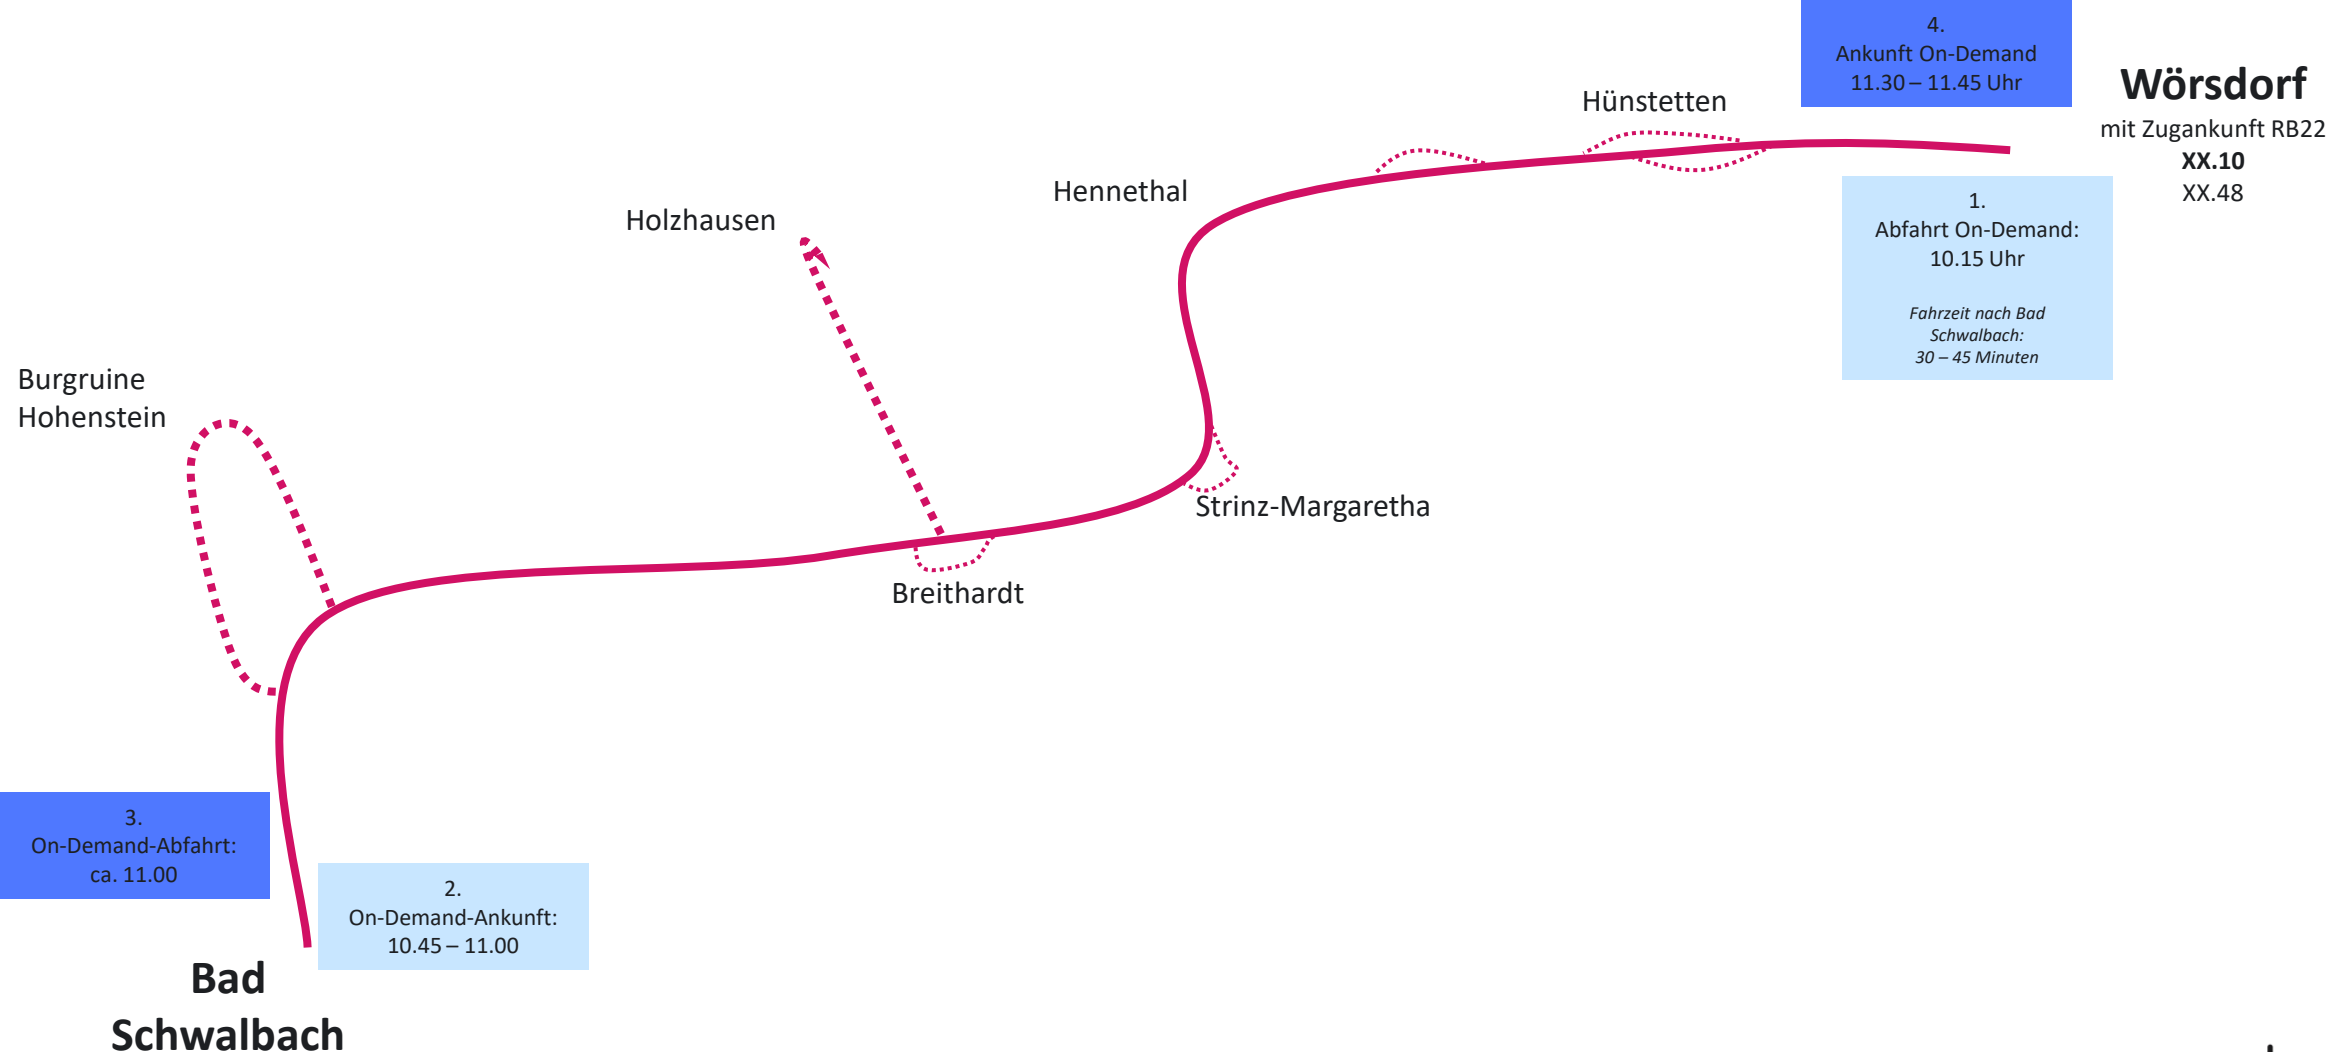 4.
Ankunft On-Demand
11.30 – 11.45 Uhr
Wörsdorf
mit Zugankunft RB22
XX.10
XX.48
Hünstetten
Hennethal
1.
Abfahrt On-Demand:
10.15 Uhr
Fahrzeit nach Bad
Schwalbach:
30 – 45 Minuten
Holzhausen
Burgruine
Hohenstein
Strinz-Margaretha
Breithardt
3.
On-Demand-Abfahrt:
ca. 11.00
2.
On-Demand-Ankunft:
10.45 – 11.00
Bad
Schwalbach